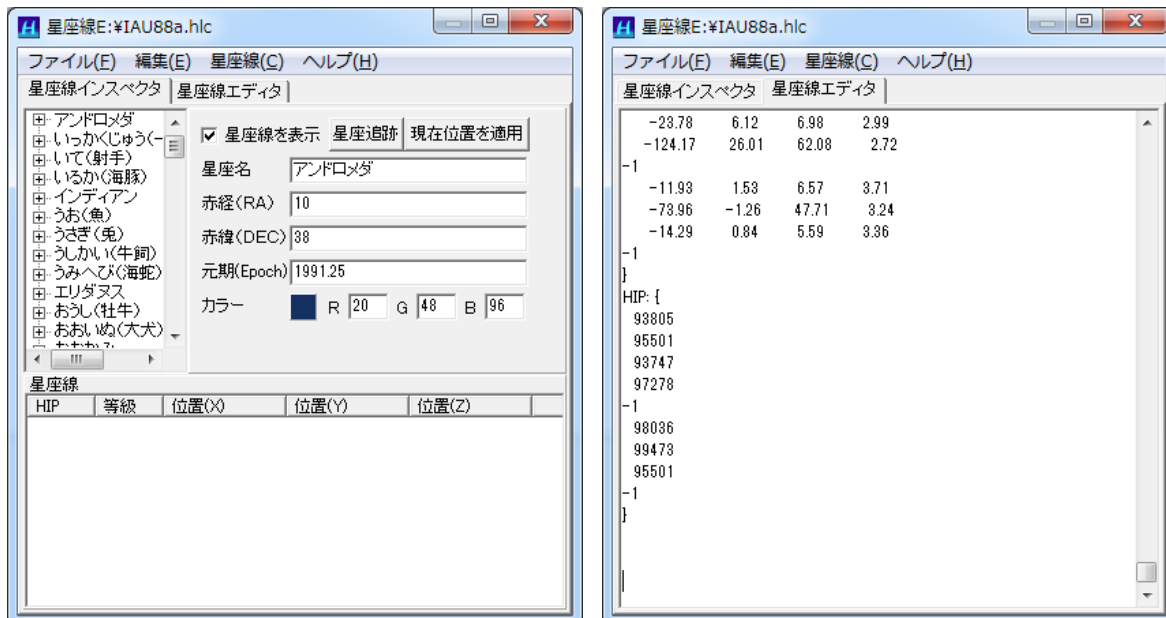 星座線E:¥IAU88a.hlc
ファイル(F) 編集(E) 星座線(C) ヘルプ(H)
星座線インスペクタ 星座線エディタ
アンドロメダ
いっかくじゅう(一
いて(射手)
いるか(海豚)
インディアン
うお(魚)
うさぎ(兎)
うしかい(牛飼)
うみへび(海蛇)
エリダヌス
おうし(牡牛)
おおいぬ(大犬)
星座線を表示 星座追跡 現在位置を適用
星座名 アンドロメダ
赤経(RA) 10
赤緯(DEC) 38
元期(Epoch) 1991.25
カラー R 20 G 48 B 96
星座線
HIP 等級 位置(X) 位置(Y) 位置(Z)
星座線E:¥IAU88a.hlc
ファイル(F) 編集(E) 星座線(C) ヘルプ(H)
星座線インスペクタ 星座線エディタ
-23.78 6.12 6.98 2.99
-124.17 26.01 62.08 2.72
-1
-11.93 1.53 6.57 3.71
-73.96 -1.26 47.71 3.24
-14.29 0.84 5.59 3.36
-1
}
HIP: {
93805
95501
93747
97278
-1
98036
99473
95501
-1
}